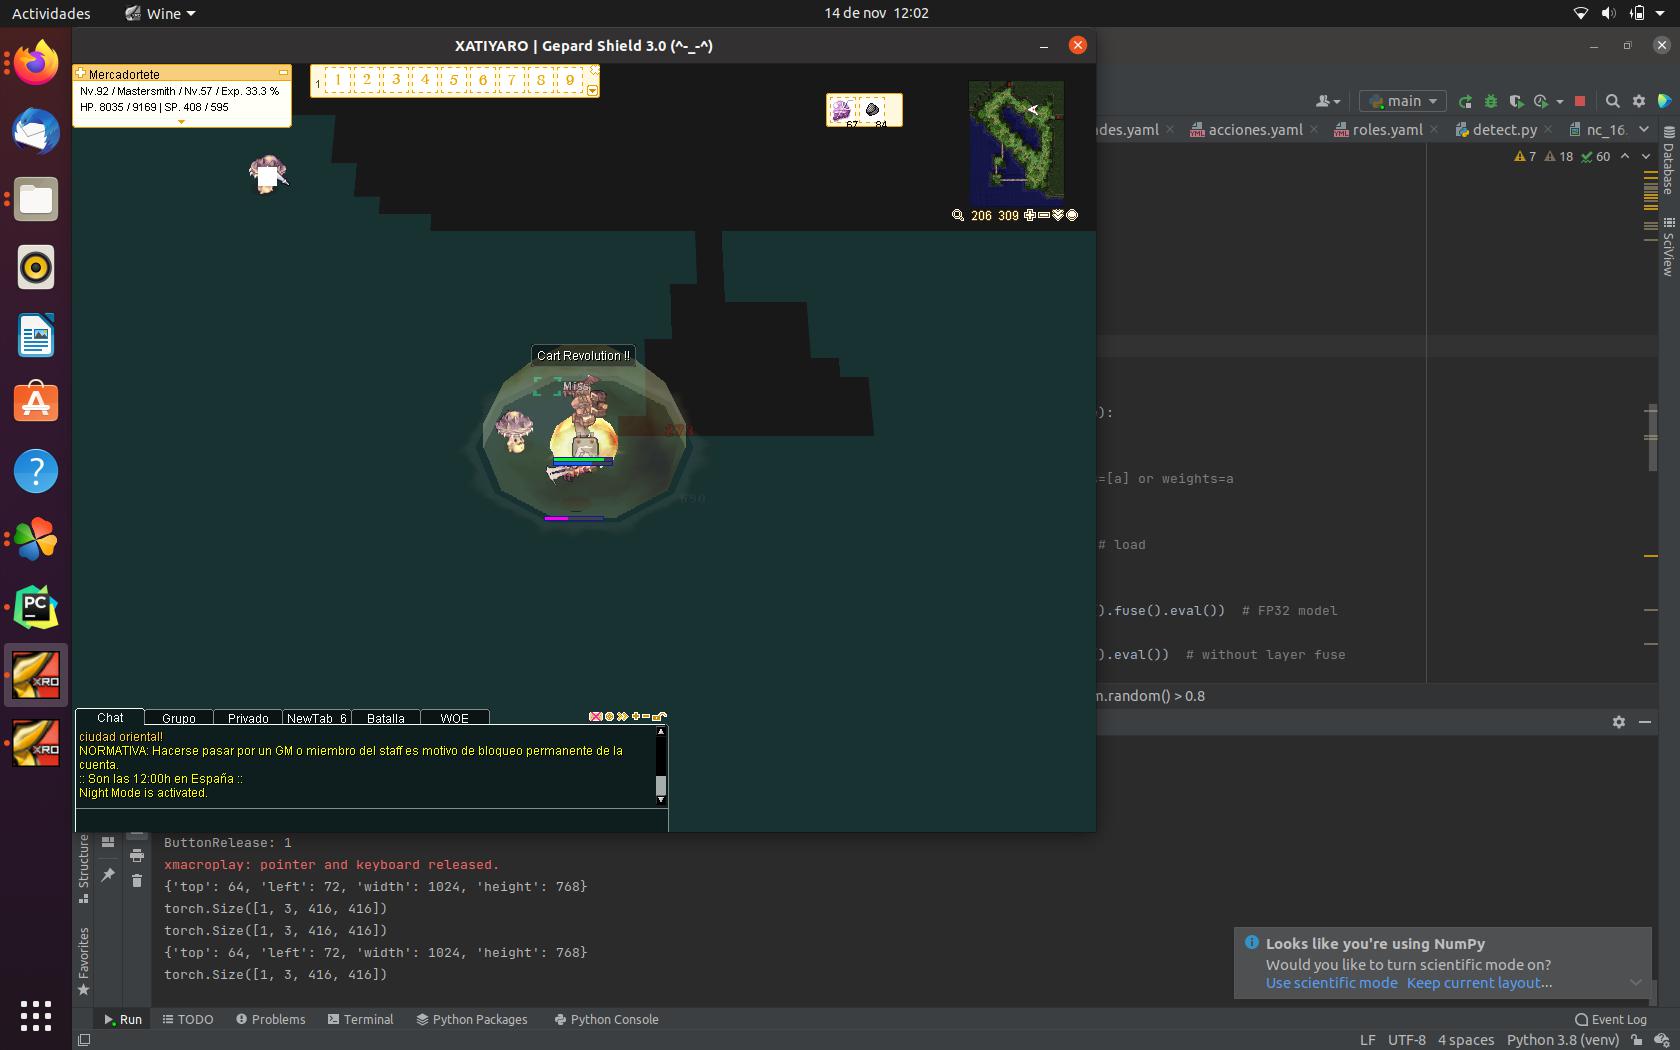 Actividades
Wine
14 de nov 12:02
XATIYARO | Gepard Shield 3.0 (^-_-^)
Mercadortete
Nv.92 / Mastersmith / Nv.57 / Exp. 33.3 %
HP. 8035 / 9169 | SP. 408 / 595
1
1 2 3 4 5 6 7 8 9
67 84
206 309
main
des.yaml
acciones.yaml
roles.yaml
detect.py
nc_16.
7 18 60
Database
SciView
Cart Revolution !!
Miss
):
=[a] or weights=a
# load
).fuse().eval()) # FP32 model
).eval()) # without layer fuse
m.random() > 0.8
Chat
Grupo
Privado
NewTab_6
Batalla
WOE
ciudad oriental!
NORMATIVA: Hacerse pasar por un GM o miembro del staff es motivo de bloqueo permanente de la
cuenta.
:: Son las 12:00h en España ::
Night Mode is activated.
PC
XRO
XRO
Structure
Favorites
ButtonRelease: 1
xmacroplay: pointer and keyboard released.
{'top': 64, 'left': 72, 'width': 1024, 'height': 768}
torch.Size([1, 3, 416, 416])
torch.Size([1, 3, 416, 416])
{'top': 64, 'left': 72, 'width': 1024, 'height': 768}
torch.Size([1, 3, 416, 416])
Looks like you're using NumPy
Would you like to turn scientific mode on?
Use scientific mode Keep current layout...
Run
TODO
Problems
Terminal
Python Packages
Python Console
Event Log
LF UTF-8 4 spaces Python 3.8 (venv)